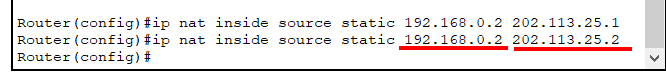 Router(config)#ip nat inside source static 192.168.0.2 202.113.25.1
Router(config)#ip nat inside source static 192.168.0.2 202.113.25.2
Router(config)#